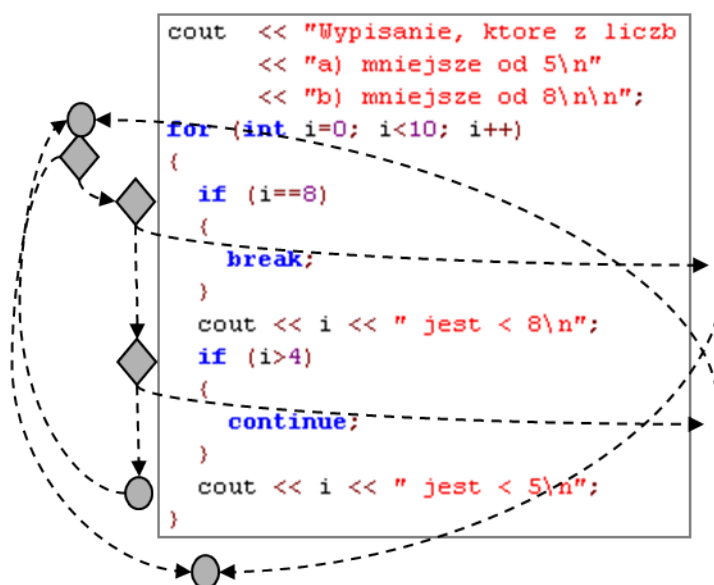 cout << "Wypisanie, ktore z liczb
<< "a) mniejsze od 5\n"
<< "b) mniejsze od 8\n\n";
for (int i=0; i<10; i++)
{
if (i==8)
{
break;
}
cout << i << " jest < 8\n";
if (i>4)
{
continue;
}
cout << i << " jest < 5\n";
}